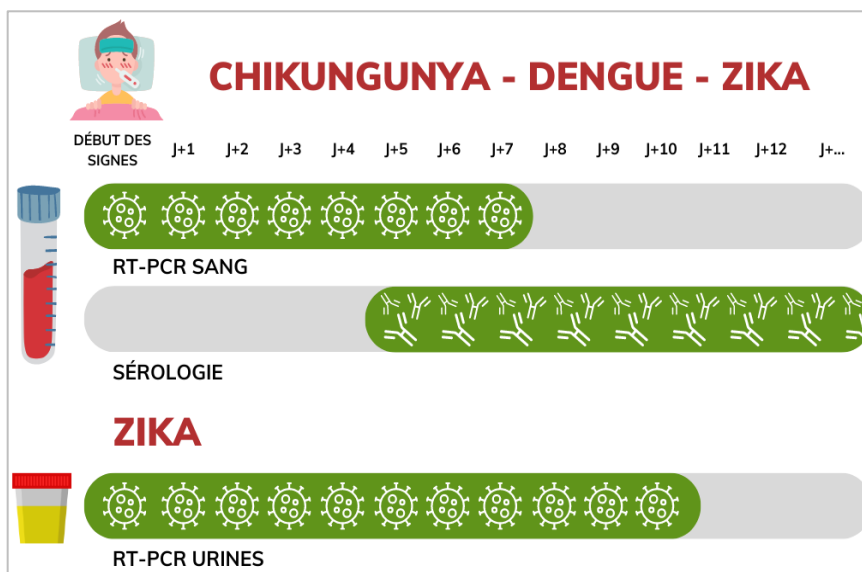 CHIKUNGUNYA - DENGUE - ZIKA
DÉBUT DES
SIGNES
J+1 J+2 J+3 J+4 J+5 J+6 J+7 J+8 J+9 J+10 J+11 J+12 J+...
RT-PCR SANG
SÉROLOGIE
ZIKA
RT-PCR URINES